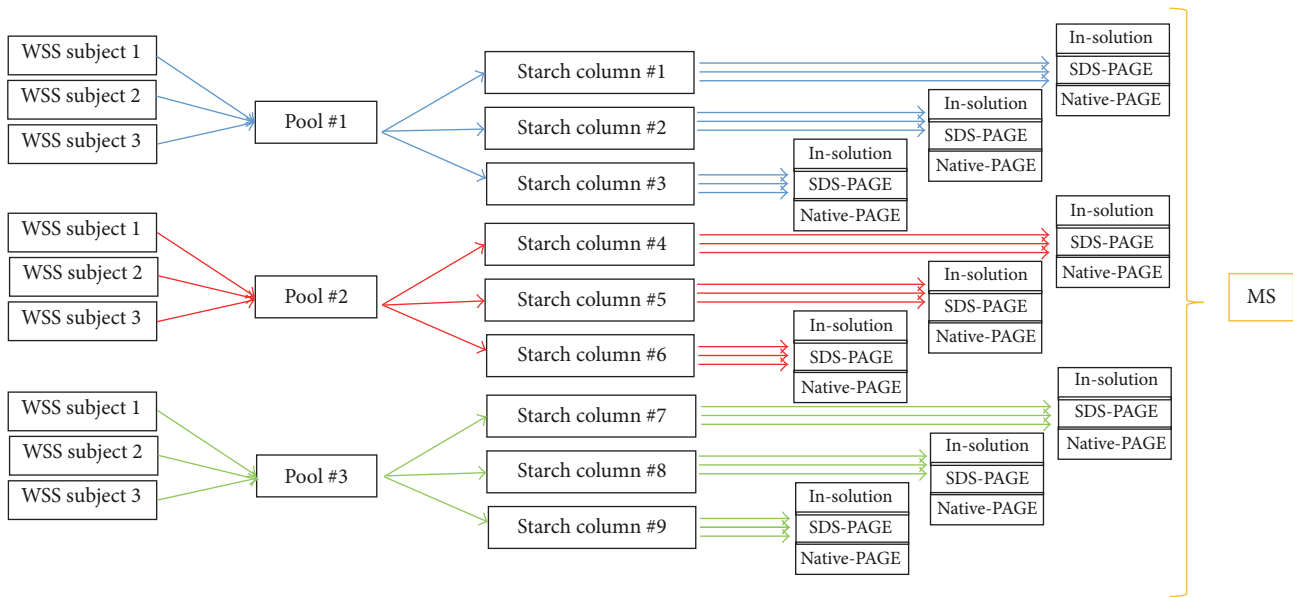 WSS subject 1
WSS subject 2
WSS subject 3
Pool #1
Starch column #1
Starch column #2
Starch column #3
In-solution
SDS-PAGE
Native-PAGE
In-solution
SDS-PAGE
Native-PAGE
In-solution
SDS-PAGE
Native-PAGE
WSS subject 1
WSS subject 2
WSS subject 3
Pool #2
Starch column #4
Starch column #5
Starch column #6
In-solution
SDS-PAGE
Native-PAGE
In-solution
SDS-PAGE
Native-PAGE
In-solution
SDS-PAGE
Native-PAGE
WSS subject 1
WSS subject 2
WSS subject 3
Pool #3
Starch column #7
Starch column #8
Starch column #9
In-solution
SDS-PAGE
Native-PAGE
In-solution
SDS-PAGE
Native-PAGE
In-solution
SDS-PAGE
Native-PAGE
MS